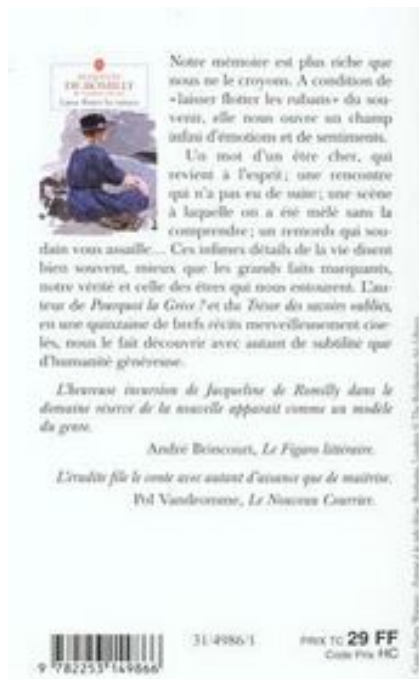 JACQUELINE
DE ROMILLY
Laisse flotter les rubans
Notre mémoire est plus riche que
nous ne le croyons. A condition de
«laisser flotter les rubans» du sou-
venir, elle nous ouvre un champ
infini d'émotions et de sentiments.
Un mot d'un être cher, qui
revient à l'esprit; une rencontre
qui n'a pas eu de suite; une scène
à laquelle on a été mêlé sans la
comprendre; un remords qui sou-
dain vous assaille... Ces infimes détails de la vie disent
bien souvent, mieux que les grands faits marquants,
notre vérité et celle des êtres qui nous entourent. L'au-
teur de Pourquoi la Grèce ? et du Trésor des savoirs oubliés,
en une quinzaine de brefs récits merveilleusement cise-
lés, nous le fait découvrir avec autant de subtilité que
d'humanité généreuse.
L'heureuse incursion de Jacqueline de Romilly dans le
domaine réservé de la nouvelle apparaît comme un modèle
du genre.
André Brincourt, Le Figaro littéraire.
L'érudite file le conte avec autant d'aisance que de maîtrise.
Pol Vandromme, Le Nouveau Courrier.
31/4986/1
PRIX TC 29 FF
Code Prix HC
9 782253 149866